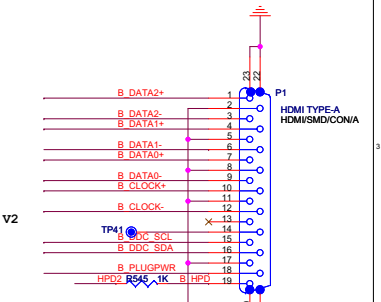 23
22
P1
HDMI TYPE-A
HDMI/SMD/CON/A
B_DATA2+ 1
2
B_DATA2- 3
B_DATA1+ 4
5
B_DATA1- 6
B_DATA0+ 7
8
B_DATA0- 9
B_CLOCK+ 10
11
B_CLOCK- 12
13
TP41 14
B_DDC_SCL 15
B_DDC_SDA 16
17
B_PLUGPWR 18
HPD2 R545 1K B_HPD 19
V2
3